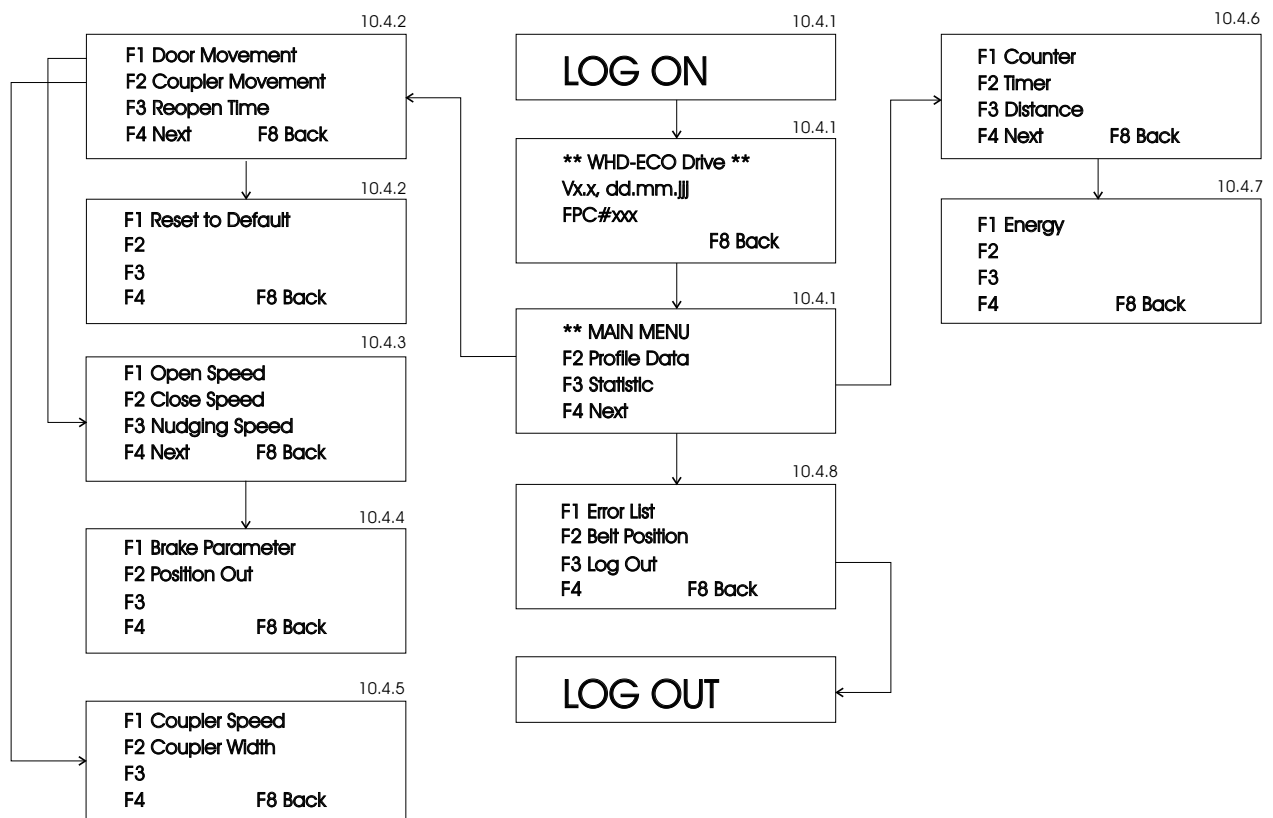 10.4.2
F1 Door Movement
F2 Coupler Movement
F3 Reopen Time
F4 Next F8 Back
10.4.2
F1 Reset to Default
F2
F3
F4 F8 Back
10.4.3
F1 Open Speed
F2 Close Speed
F3 Nudging Speed
F4 Next F8 Back
10.4.4
F1 Brake Parameter
F2 Position Out
F3
F4 F8 Back
10.4.5
F1 Coupler Speed
F2 Coupler Width
F3
F4 F8 Back
10.4.1
LOG ON
10.4.1
** WHD-ECO Drive **
Vx.x, dd.mm.jjj
FPC#xxx
F8 Back
10.4.1
** MAIN MENU
F2 Profile Data
F3 Statistic
F4 Next
10.4.8
F1 Error List
F2 Belt Position
F3 Log Out
F4 F8 Back
LOG OUT
10.4.6
F1 Counter
F2 Timer
F3 Distance
F4 Next F8 Back
10.4.7
F1 Energy
F2
F3
F4 F8 Back